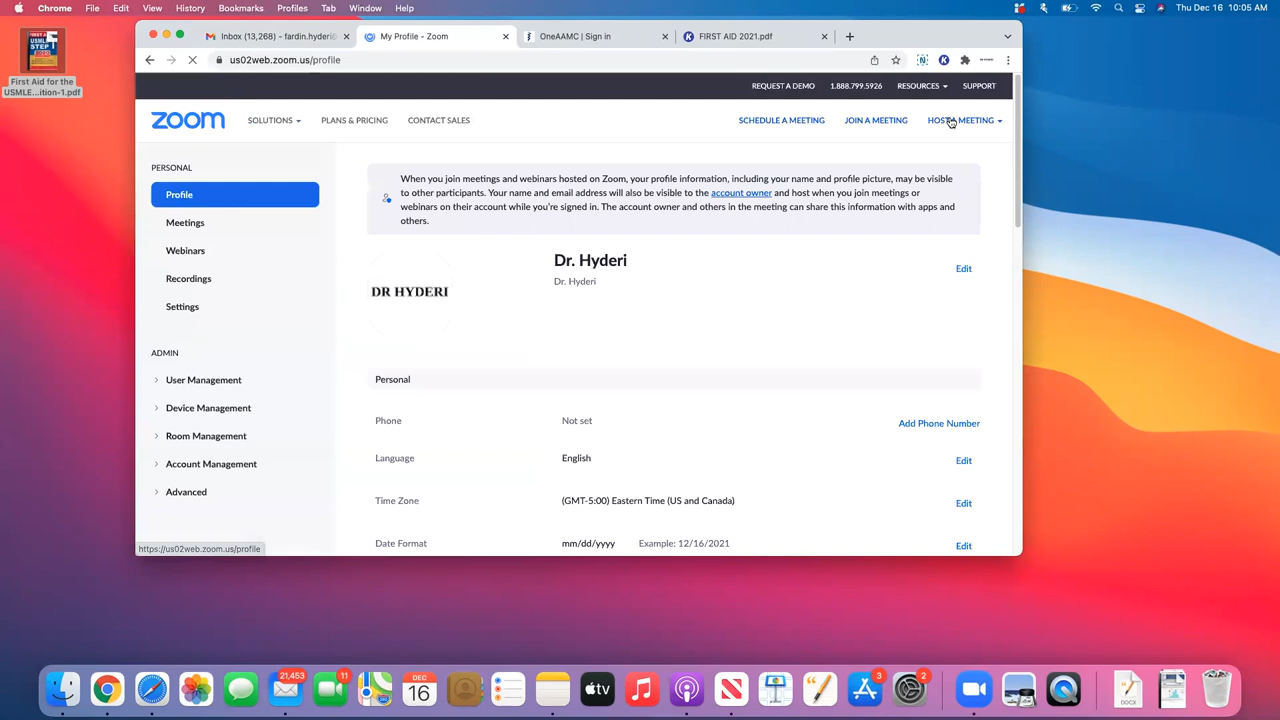 Chrome File Edit View History Bookmarks Profiles Tab Window Help
Thu Dec 16 10:05 AM
Inbox (13,268) - fardin.hyderi@
My Profile - Zoom
OneAAMC | Sign in
FIRST AID 2021.pdf
us02web.zoom.us/profile
REQUEST A DEMO 1.888.799.5926 RESOURCES SUPPORT
zoom SOLUTIONS PLANS & PRICING CONTACT SALES SCHEDULE A MEETING JOIN A MEETING HOST A MEETING
First Aid for the
USMLE...ition-1.pdf
PERSONAL
Profile
Meetings
Webinars
Recordings
Settings
ADMIN
User Management
Device Management
Room Management
Account Management
Advanced
When you join meetings and webinars hosted on Zoom, your profile information, including your name and profile picture, may be visible
to other participants. Your name and email address will also be visible to the account owner and host when you join meetings or
webinars on their account while you're signed in. The account owner and others in the meeting can share this information with apps and
others.
DR HYDERI
Dr. Hyderi
Edit
Dr. Hyderi
Personal
Phone Not set Add Phone Number
Language English Edit
Time Zone (GMT-5:00) Eastern Time (US and Canada) Edit
Date Format mm/dd/yyyy Example: 12/16/2021 Edit
https://us02web.zoom.us/profile
21,453
11
DEC
16
tv
3
2
DOCX